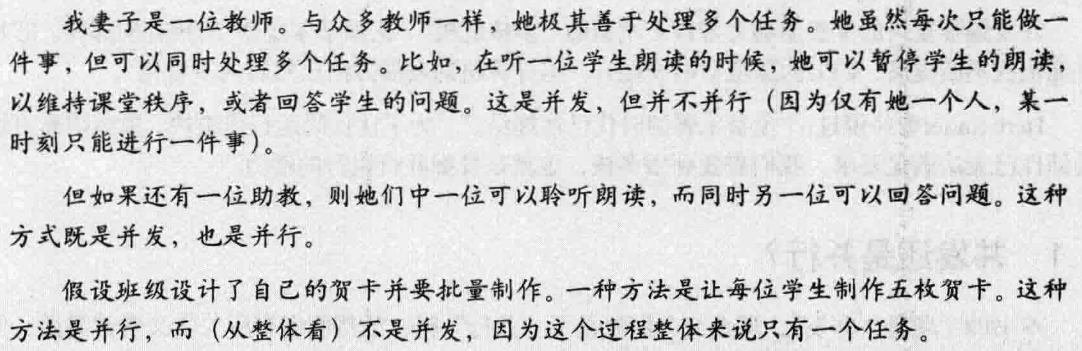 我妻子是一位教师。与众多教师一样，她极其善于处理多个任务。她虽然每次只能做一
件事，但可以同时处理多个任务。比如，在听一位学生朗读的时候，她可以暂停学生的朗读，
以维持课堂秩序，或者回答学生的问题。这是并发，但并不并行（因为仅有她一个人，某一
时刻只能进行一件事）。
但如果还有一位助教，则她们中一位可以聆听朗读，而同时另一位可以回答问题。这种
方式既是并发，也是并行。
假设班级设计了自己的贺卡并要批量制作。一种方法是让每位学生制作五枚贺卡。这种
方法是并行，而（从整体看）不是并发，因为这个过程整体来说只有一个任务。